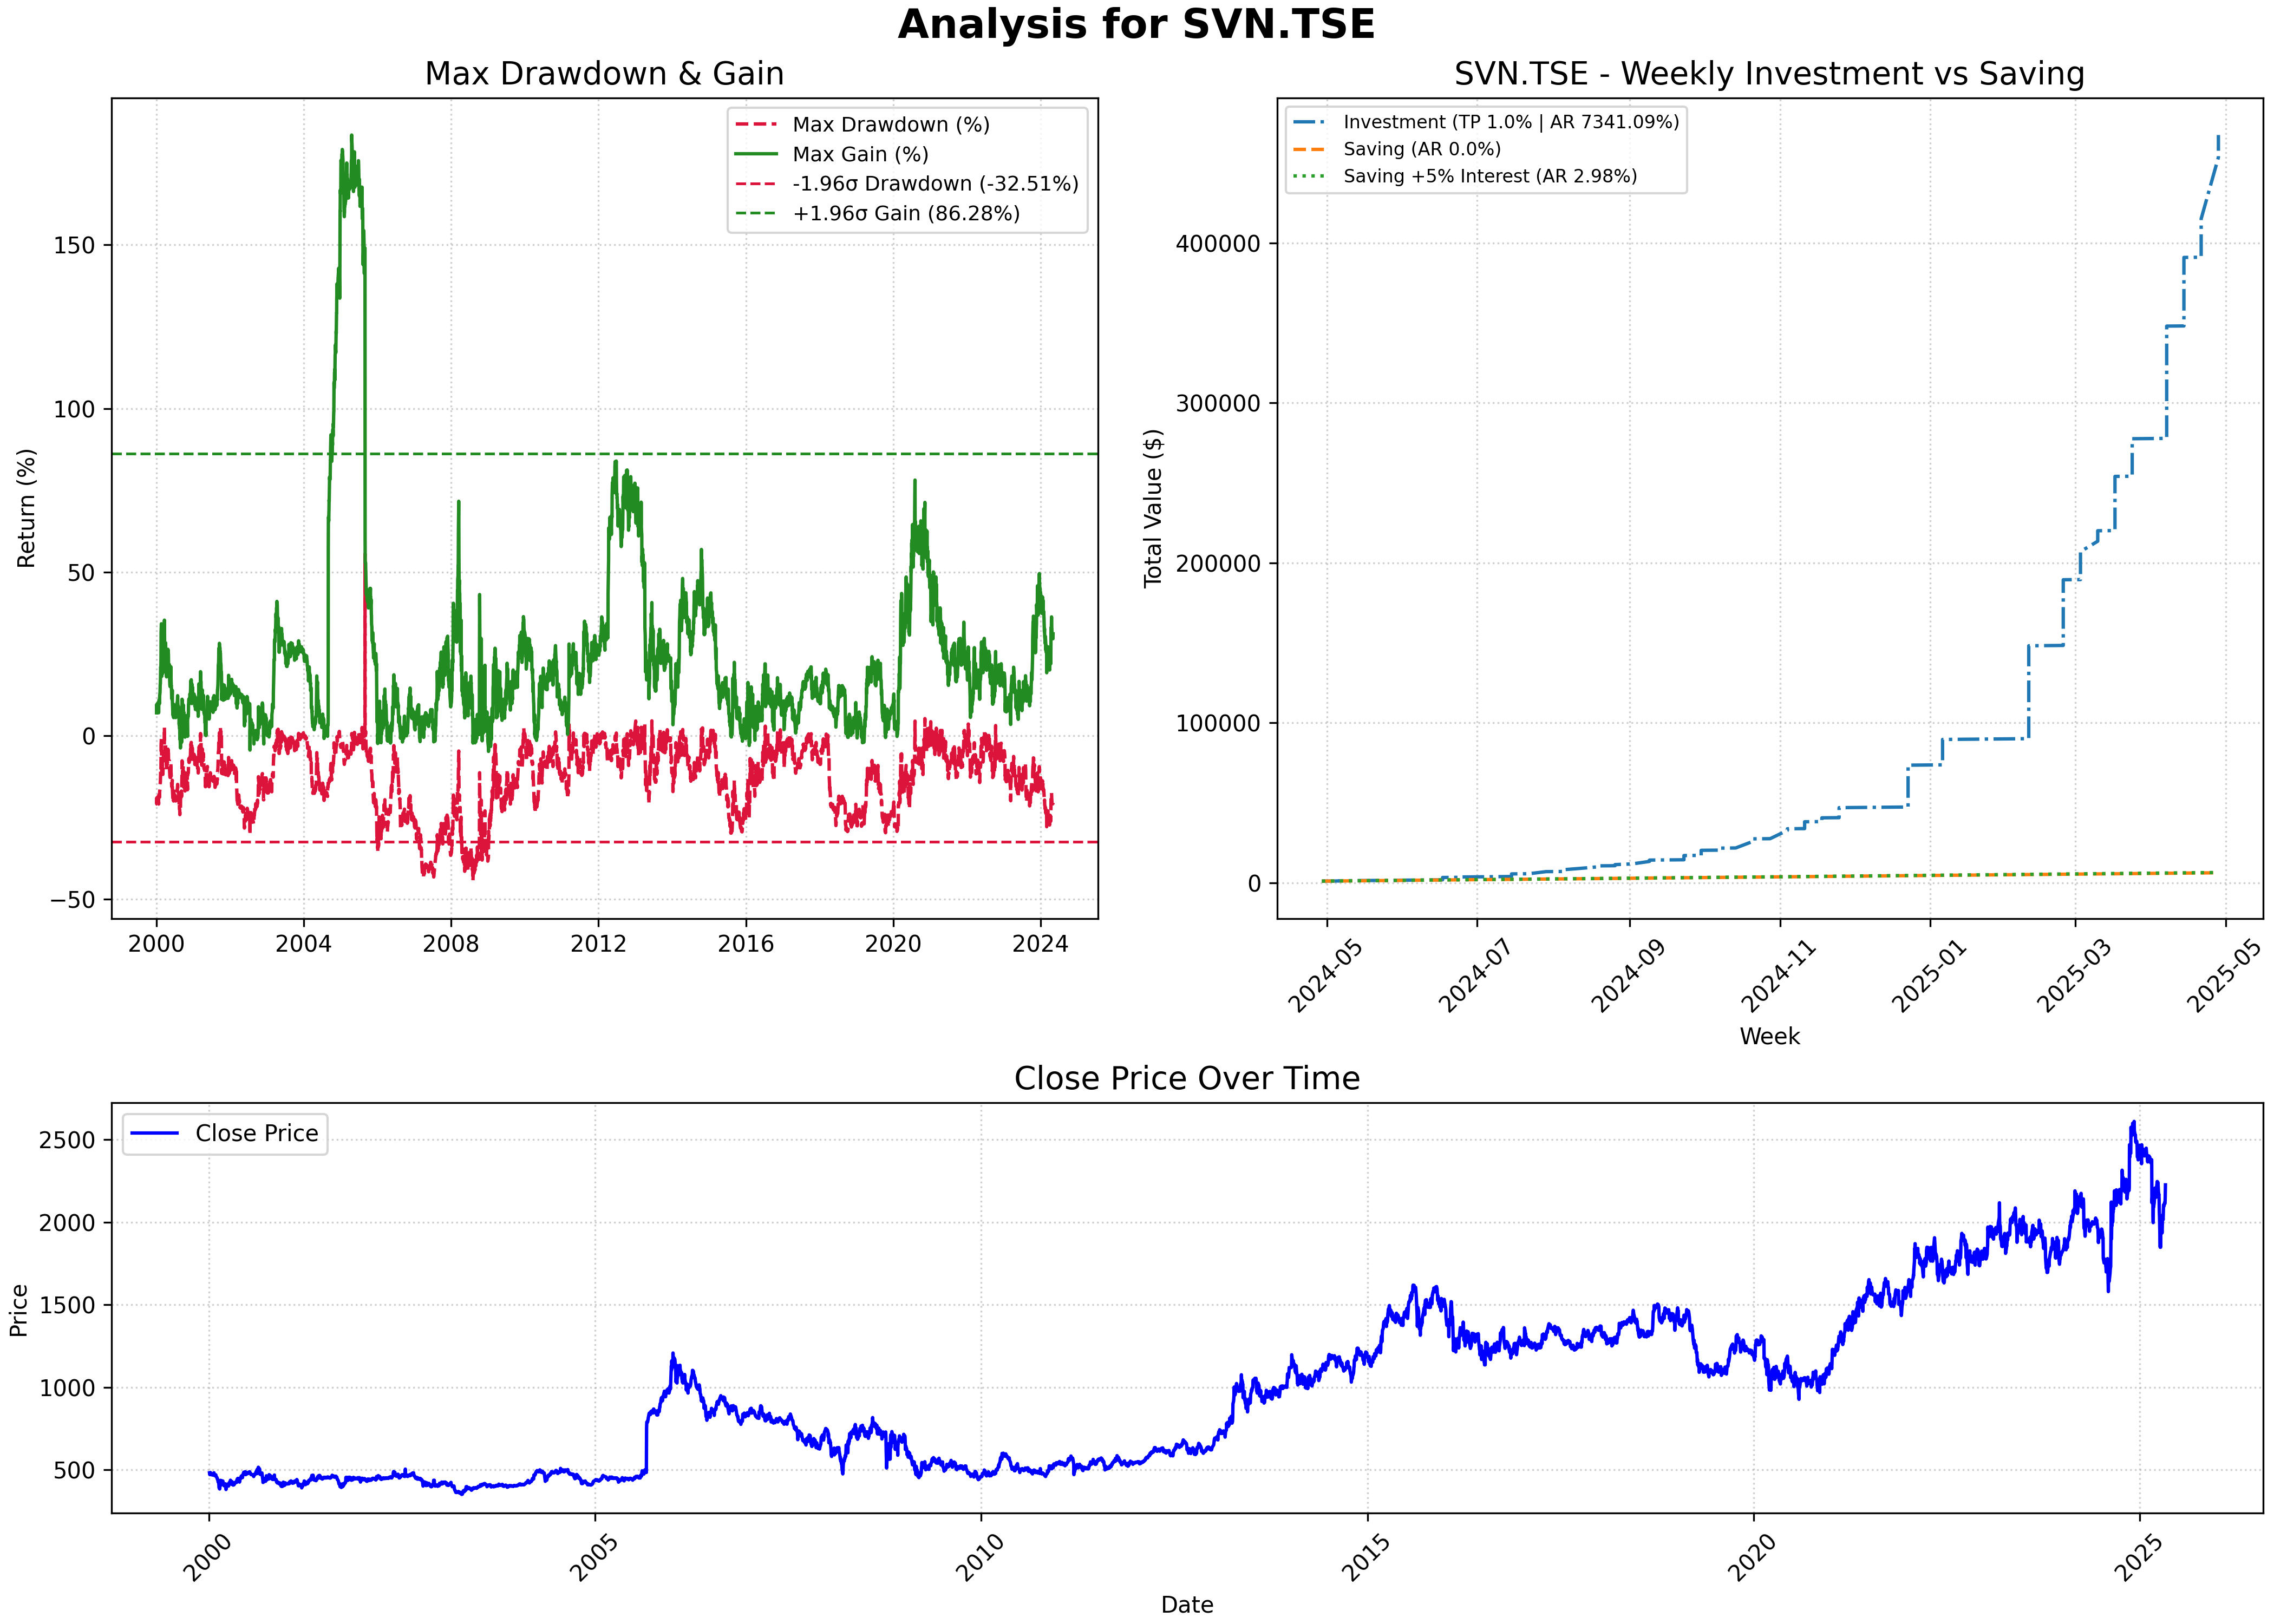 Analysis for SVN.TSE
Max Drawdown & Gain
Return (%)
150
100
50
0
−50
2000
2004
2008
2012
2016
2020
2024
Max Drawdown (%)
Max Gain (%)
-1.96σ Drawdown (-32.51%)
+1.96σ Gain (86.28%)
SVN.TSE - Weekly Investment vs Saving
Total Value ($)
400000
300000
200000
100000
0
Investment (TP 1.0% | AR 7341.09%)
Saving (AR 0.0%)
Saving +5% Interest (AR 2.98%)
2024-05
2024-07
2024-09
2024-11
2025-01
2025-03
2025-05
Week
Close Price Over Time
Price
2500
2000
1500
1000
500
Close Price
2000
2005
2010
2015
2020
2025
Date